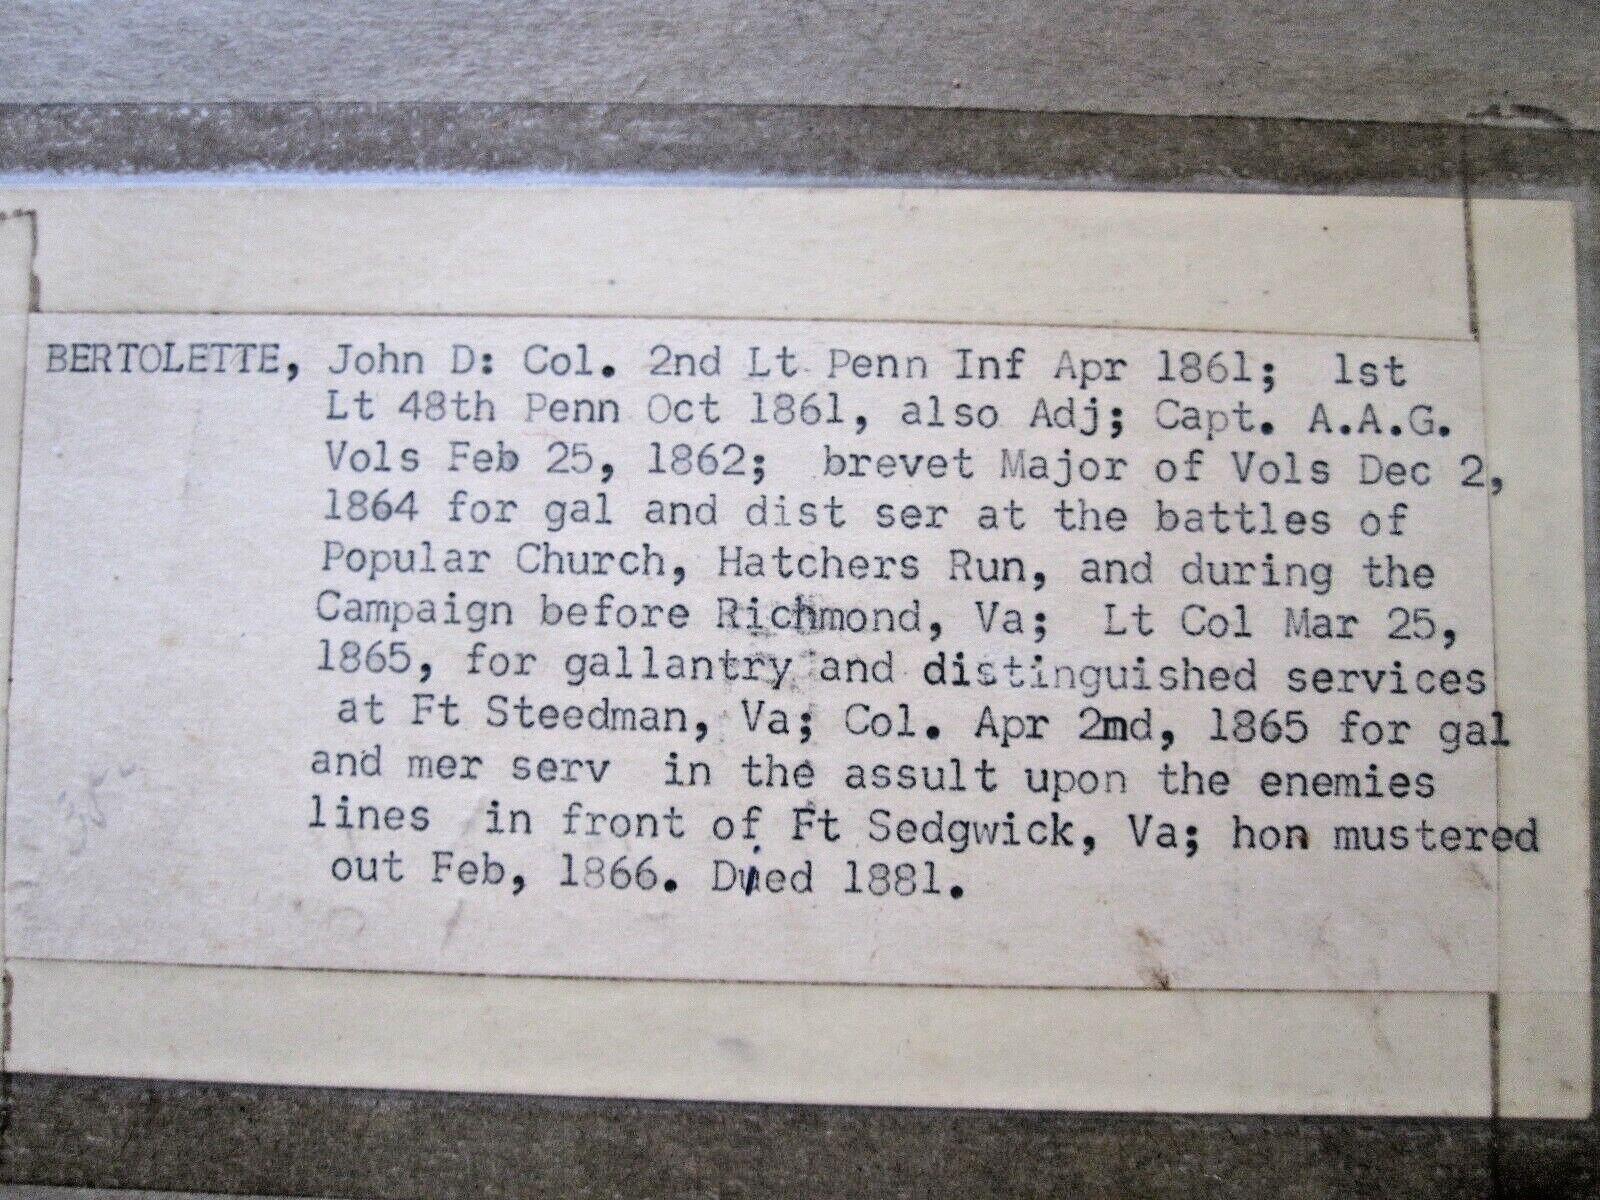 BERTOLETTE, John D: Col. 2nd Lt Penn Inf Apr 1861; 1st
Lt 48th Penn Oct 1861, also Adj; Capt. A.A.G.
Vols Feb 25, 1862; brevet Major of Vols Dec 2,
1864 for gal and dist ser at the battles of
Popular Church, Hatchers Run, and during the
Campaign before Richmond, Va; Lt Col Mar 25,
1865, for gallantry and distinguished services
at Ft Steedman, Va; Col. Apr 2nd, 1865 for gal
and mer serv in the assult upon the enemies
lines in front of Ft Sedgwick, Va; hon mustered
out Feb, 1866. Died 1881.